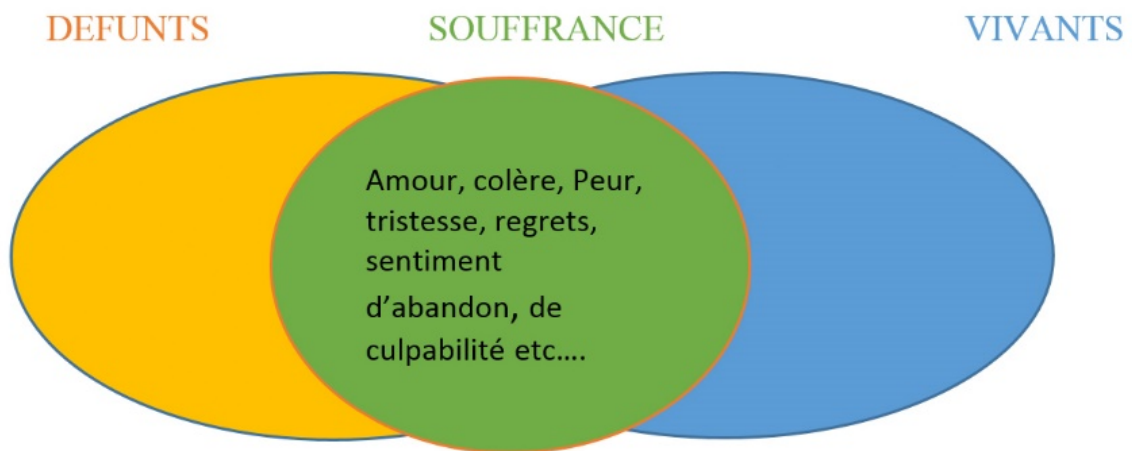 DEFUNTS SOUFFRANCE VIVANTS
Amour, colère, Peur,
tristesse, regrets,
sentiment
d’abandon, de
culpabilité etc….